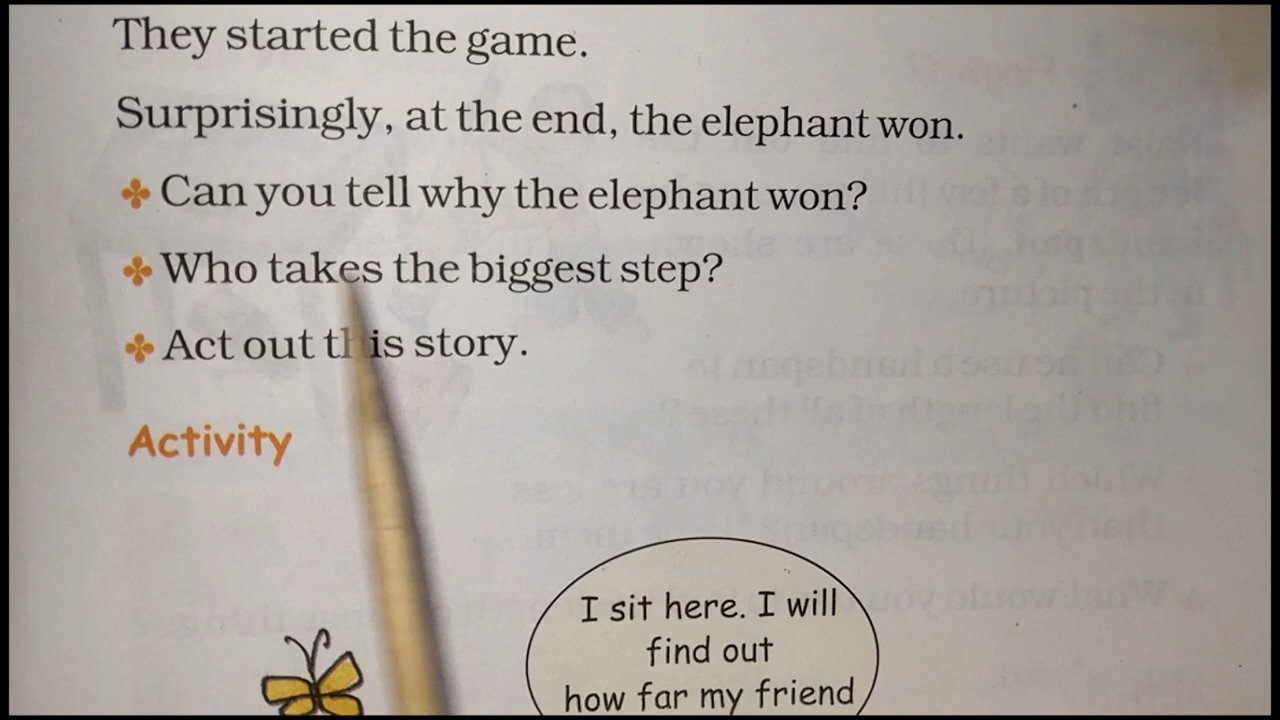 They started the game.
Surprisingly, at the end, the elephant won.
Can you tell why the elephant won?
Who takes the biggest step?
Act out this story.
Activity
I sit here. I will
find out
how far my friend